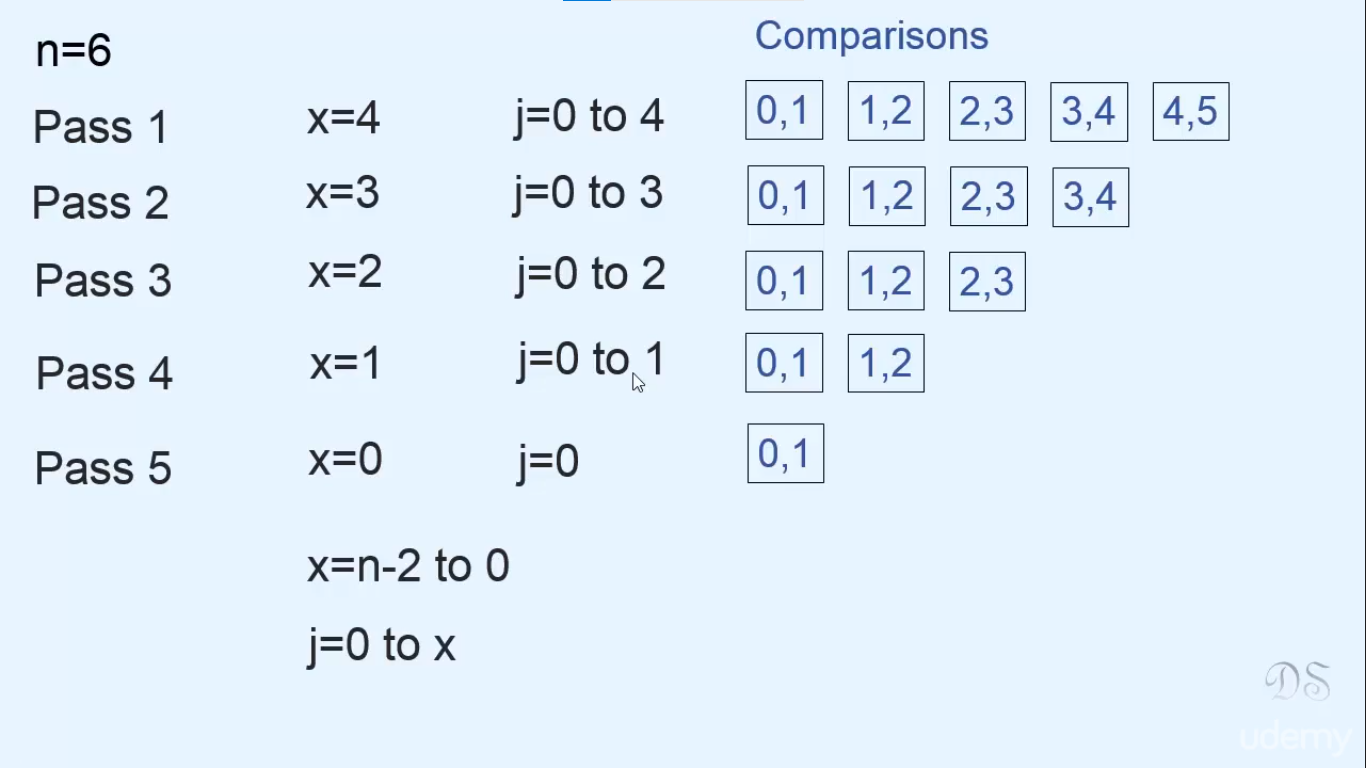 n=6
Comparisons
Pass 1 x=4 j=0 to 4 0,1 1,2 2,3 3,4 4,5
Pass 2 x=3 j=0 to 3 0,1 1,2 2,3 3,4
Pass 3 x=2 j=0 to 2 0,1 1,2 2,3
Pass 4 x=1 j=0 to 1 0,1 1,2
Pass 5 x=0 j=0 0,1
x=n-2 to 0
j=0 to x
DS
udemy